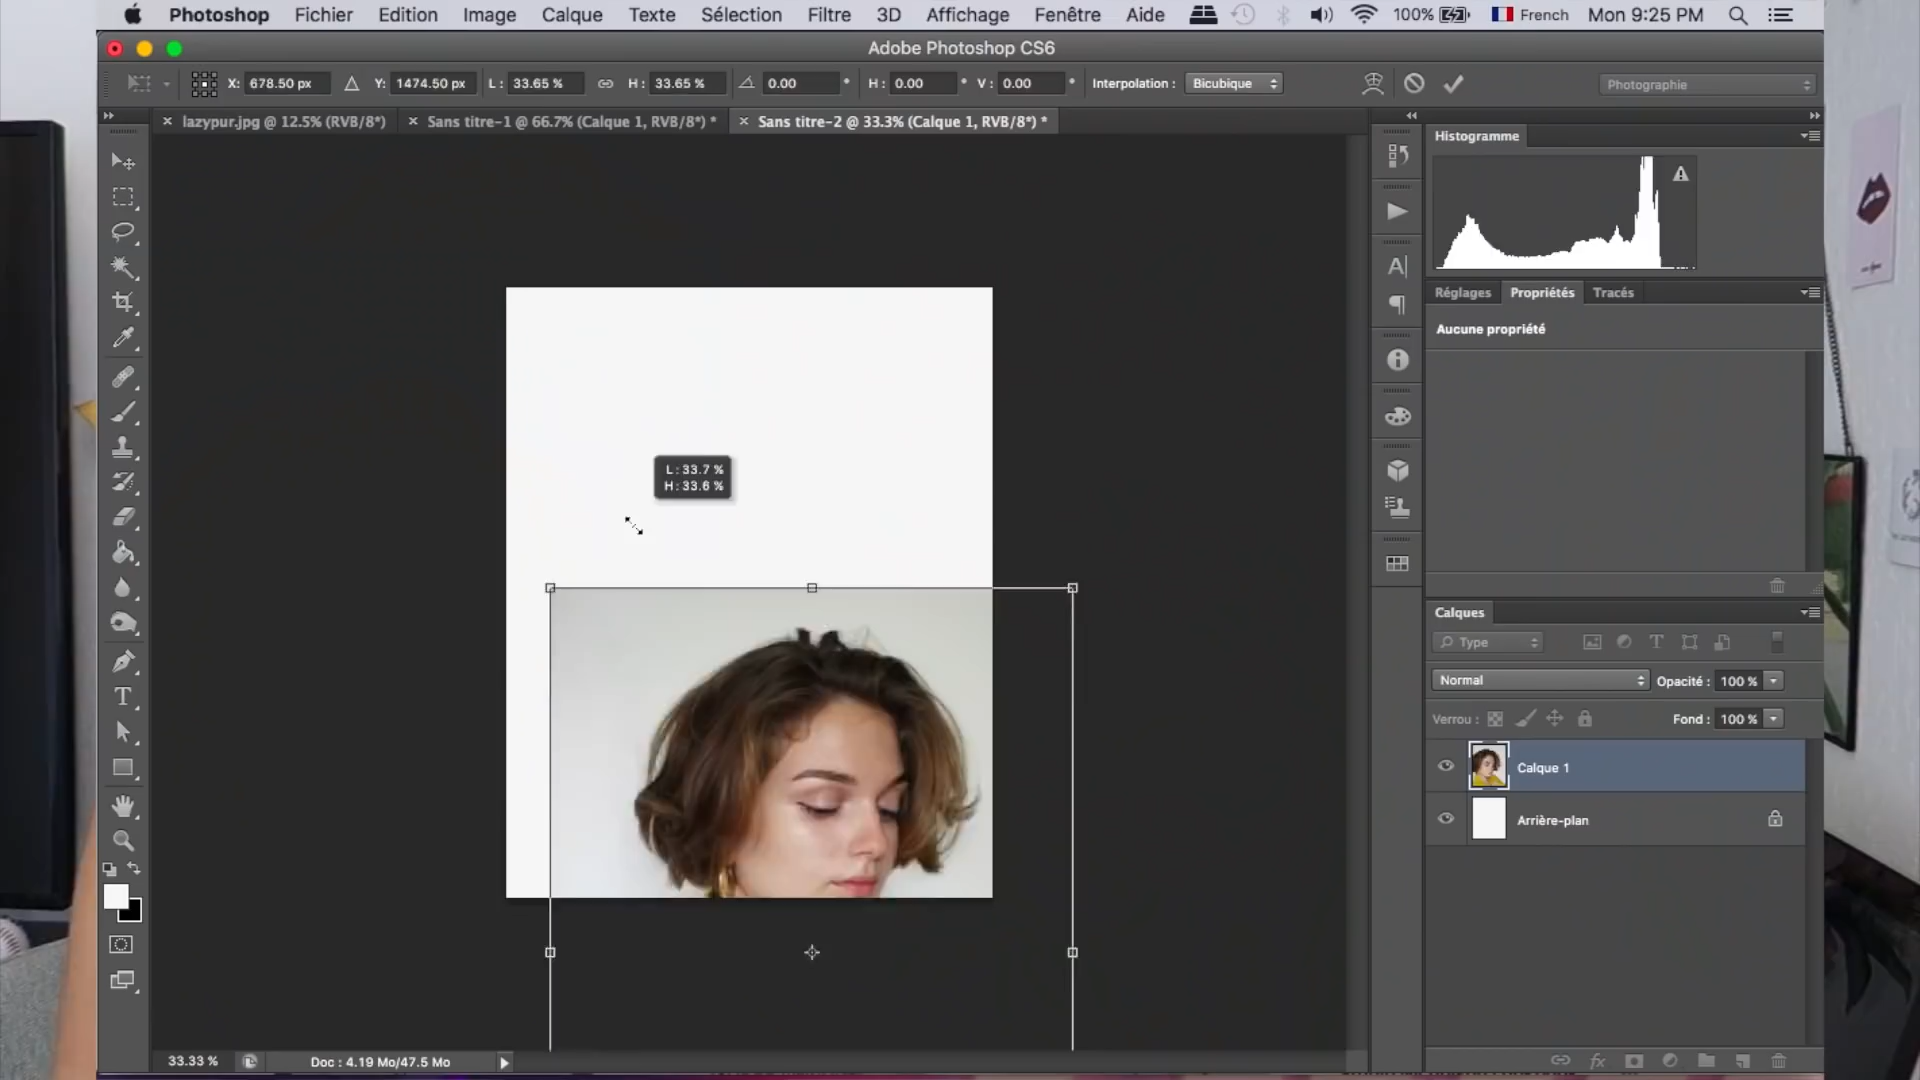 Photoshop Fichier Edition Image Calque Texte Sélection Filtre 3D Affichage Fenêtre Aide 100% French Mon 9:25 PM
Adobe Photoshop CS6
X: 678.50 px Y: 1474.50 px L: 33.65 % H: 33.65 % 0.00 ° H: 0.00 ° V: 0.00 ° Interpolation : Bicubique Photographie
lazypur.jpg @ 12.5% (RVB/8*) Sans titre-1 @ 66.7% (Calque 1, RVB/8*) * Sans titre-2 @ 33.3% (Calque 1, RVB/8*) *
Histogramme
Réglages Propriétés Tracés
Aucune propriété
L: 33.7 %
H: 33.6 %
Calques
Type
Normal Opacité : 100 %
Verrou : Fond : 100 %
Calque 1
Arrière-plan
33.33 % Doc : 4.19 Mo/47.5 Mo